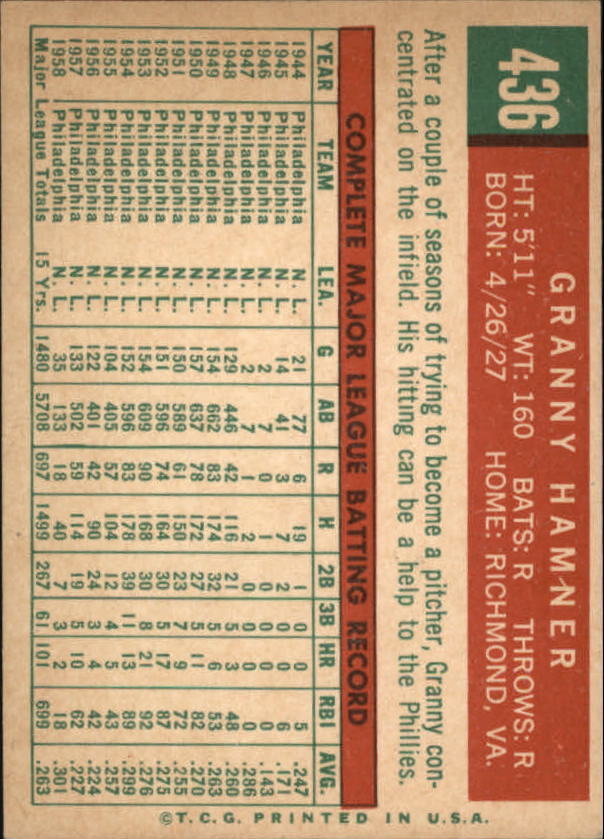 436
GRANNY HAMNER
HT: 5'11" WT: 160 BATS: R THROWS: R
BORN: 4/26/27 HOME: RICHMOND, VA.
After a couple of seasons of trying to become a pitcher, Granny con-
centrated on the infield. His hitting can be a help to the Phillies.
COMPLETE MAJOR LEAGUE BATTING RECORD
YEAR TEAM LEA. G AB R H 2B 3B HR RBI AVG.
1944 Philadelphia N. L. 21 77 6 19 1 0 0 5 .247
1945 Philadelphia N. L. 14 41 3 7 2 0 0 6 .171
1946 Philadelphia N. L. 2 7 0 1 0 0 0 0 .143
1947 Philadelphia N. L. 2 7 1 2 0 0 0 0 .286
1948 Philadelphia N. L. 129 446 42 116 21 5 3 48 .260
1949 Philadelphia N. L. 154 662 83 174 32 5 6 53 .263
1950 Philadelphia N. L. 157 637 78 172 27 5 11 82 .270
1951 Philadelphia N. L. 150 589 61 150 23 7 9 72 .255
1952 Philadelphia N. L. 151 596 74 164 30 5 17 87 .275
1953 Philadelphia N. L. 154 609 90 168 30 8 21 92 .276
1954 Philadelphia N. L. 152 596 83 178 39 11 13 89 .299
1955 Philadelphia N. L. 104 405 57 104 12 4 5 43 .257
1956 Philadelphia N. L. 122 401 42 90 24 3 4 42 .224
1957 Philadelphia N. L. 133 502 59 114 19 5 10 62 .227
1958 Philadelphia N. L. 35 133 18 40 7 3 2 18 .301
Major League Totals 15 Yrs. 1480 5708 697 1499 267 61 101 699 .263
©T.C.G. PRINTED IN U.S.A.